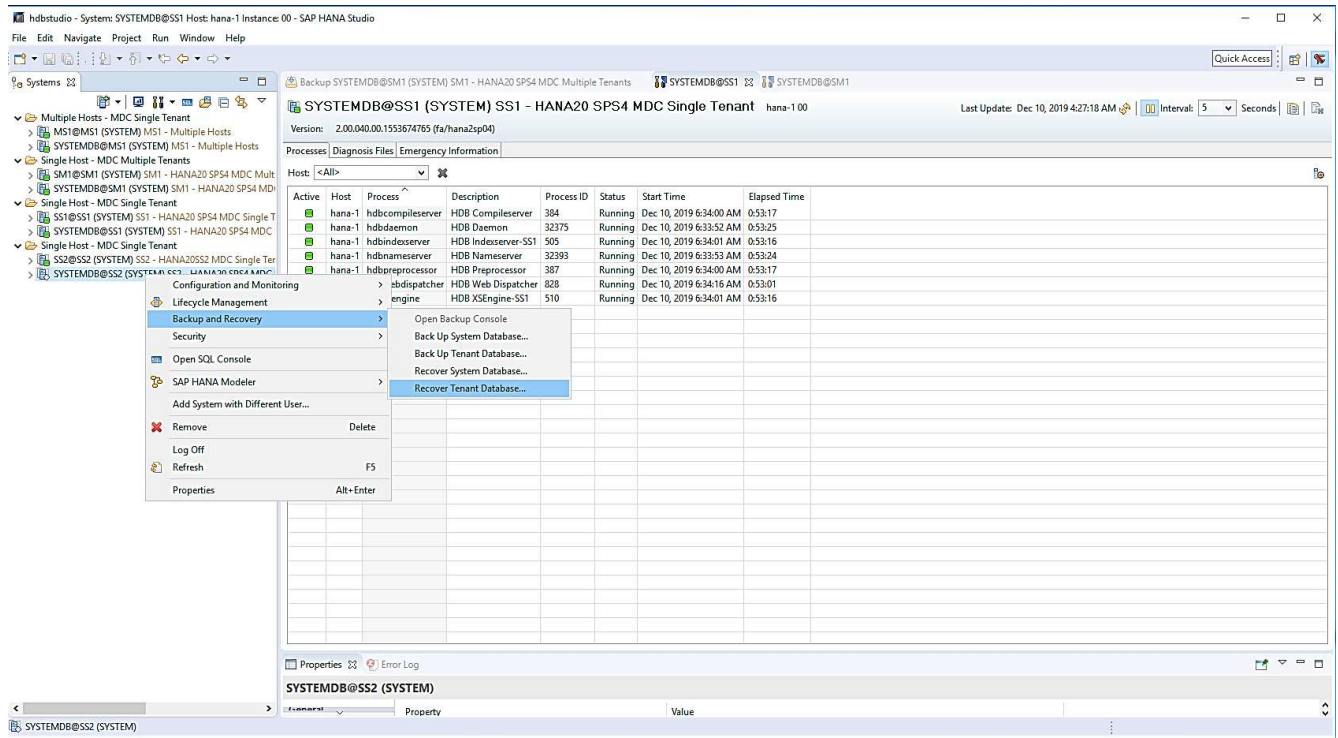 hdbstudio - System: SYSTEMDB@SS1 Host: hana-1 Instance: 00 - SAP HANA Studio
File Edit Navigate Project Run Window Help
Quick Access
Systems
Multiple Hosts - MDC Single Tenant
MS1@MS1 (SYSTEM) MS1 - Multiple Hosts
SYSTEMDB@MS1 (SYSTEM) MS1 - Multiple Hosts
Single Host - MDC Multiple Tenants
SM1@SM1 (SYSTEM) SM1 - HANA20 SPS4 MDC Mult
SYSTEMDB@SM1 (SYSTEM) SM1 - HANA20 SPS4 MD
Single Host - MDC Single Tenant
SS1@SS1 (SYSTEM) SS1 - HANA20 SPS4 MDC Single T
SYSTEMDB@SS1 (SYSTEM) SS1 - HANA20 SPS4 MDC
Single Host - MDC Single Tenant
SS2@SS2 (SYSTEM) SS2 - HANA20SS2 MDC Single Ter
SYSTEMDB@SS2 (SYSTEM) SS2 - HANA20 SPS4 MDC
Configuration and Monitoring
Lifecycle Management
Backup and Recovery
Security
Open SQL Console
SAP HANA Modeler
Add System with Different User...
Remove Delete
Log Off
Refresh F5
Properties Alt+Enter
Open Backup Console
Back Up System Database...
Back Up Tenant Database...
Recover System Database...
Recover Tenant Database...
Backup SYSTEMDB@SM1 (SYSTEM) SM1 - HANA20 SPS4 MDC Multiple Tenants SYSTEMDB@SS1 SYSTEMDB@SM1
SYSTEMDB@SS1 (SYSTEM) SS1 - HANA20 SPS4 MDC Single Tenant hana-1 00 Last Update: Dec 10, 2019 4:27:18 AM Interval: 5 Seconds
Version: 2.00.040.00.1553674765 (fa/hana2sp04)
Processes Diagnosis Files Emergency Information
Host: <All>
Active Host Process Description Process ID Status Start Time Elapsed Time
hana-1 hdbcompileserver HDB Compileserver 384 Running Dec 10, 2019 6:34:00 AM 0:53:17
hana-1 hdbdaemon HDB Daemon 32375 Running Dec 10, 2019 6:33:52 AM 0:53:25
hana-1 hdbindexserver HDB Indexserver-SS1 505 Running Dec 10, 2019 6:34:01 AM 0:53:16
hana-1 hdbnameserver HDB Nameserver 32393 Running Dec 10, 2019 6:33:53 AM 0:53:24
hana-1 hdbpreprocessor HDB Preprocessor 387 Running Dec 10, 2019 6:34:00 AM 0:53:17
ebdispatcher HDB Web Dispatcher 828 Running Dec 10, 2019 6:34:16 AM 0:53:01
engine HDB XSEngine-SS1 510 Running Dec 10, 2019 6:34:01 AM 0:53:16
Properties Error Log
SYSTEMDB@SS2 (SYSTEM)
General Property Value
SYSTEMDB@SS2 (SYSTEM)